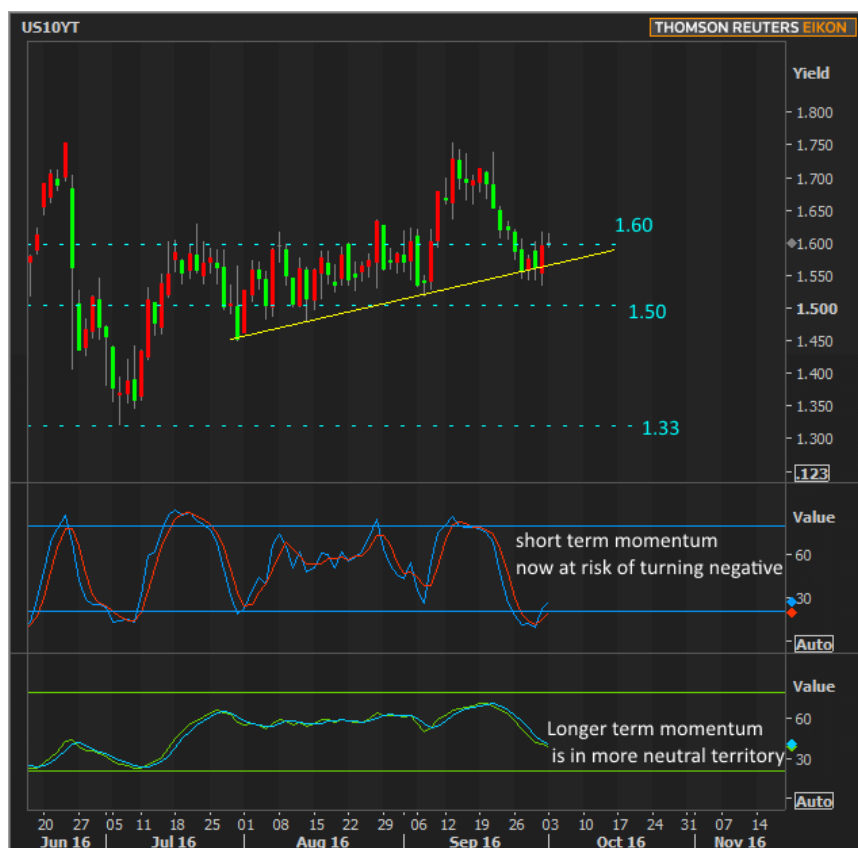 US10YT
THOMSON REUTERS EIKON
Yield
1.800
1.750
1.700
1.650
1.60
1.600
1.550
1.50
1.500
1.450
1.400
1.350
1.33
1.300
.123
Value
short term momentum
60
now at risk of turning negative
30
Auto
Value
60
Longer term momentum
is in more neutral territory
30
Auto
20 27 05 11 18 25 01 08 15 22 29 06 12 19 26 03 10 17 24 31 07 14
Jun 16 Jul 16 Aug 16 Sep 16 Oct 16 Nov 16